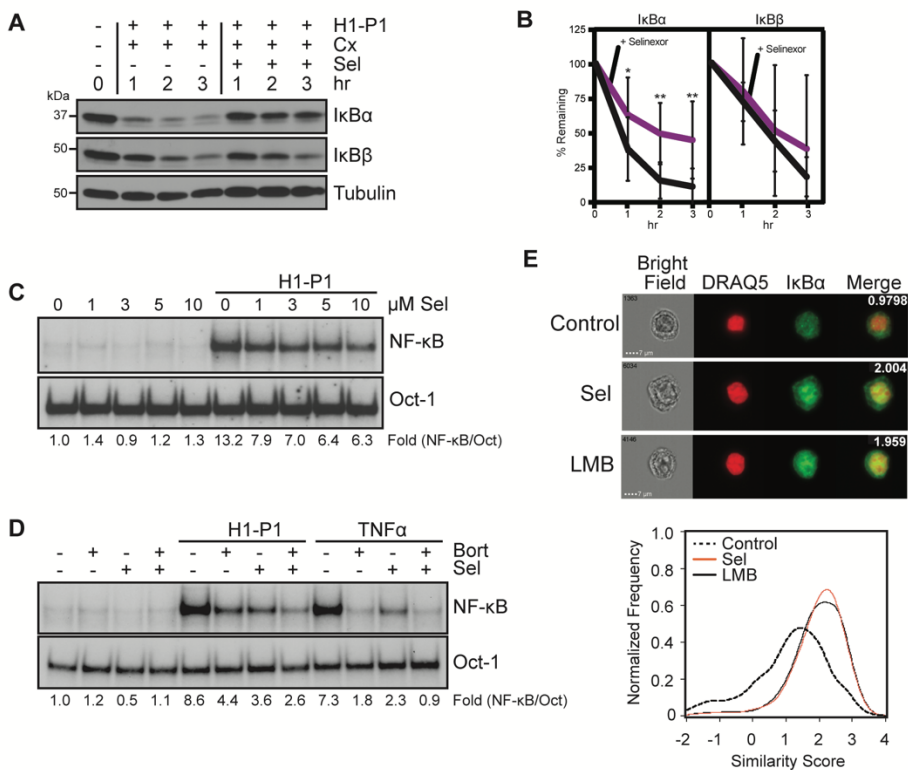 A
- + + + + + + H1-P1
- + + + + + + Cx
- - - - + + + Sel
0 1 2 3 1 2 3 hr
kDa
37 IκBα
50 IκBβ
50 Tubulin
B
IκBα IκBβ
% Remaining
125
100
75
50
25
0
+ Selinexor
+ Selinexor
* ** **
0 1 2 3 0 1 2 3
hr hr
C
H1-P1
0 1 3 5 10 0 1 3 5 10 μM Sel
NF-κB
Oct-1
1.0 1.4 0.9 1.2 1.3 13.2 7.9 7.0 6.4 6.3 Fold (NF-κB/Oct)
D
H1-P1 TNFα
- + - + - + - + - + - + Bort
- - + + - - + + - - + + Sel
NF-κB
Oct-1
1.0 1.2 0.5 1.1 8.6 4.4 3.6 2.6 7.3 1.8 2.3 0.9 Fold (NF-κB/Oct)
E
Bright Field DRAQ5 IκBα Merge
Control 1363 7 μm 0.9798
Sel 6034 2.004
LMB 4146 7 μm 1.959
Normalized Frequency
1.0
0.8
0.6
0.4
0.2
0
Control
Sel
LMB
-2 -1 0 1 2 3 4
Similarity Score